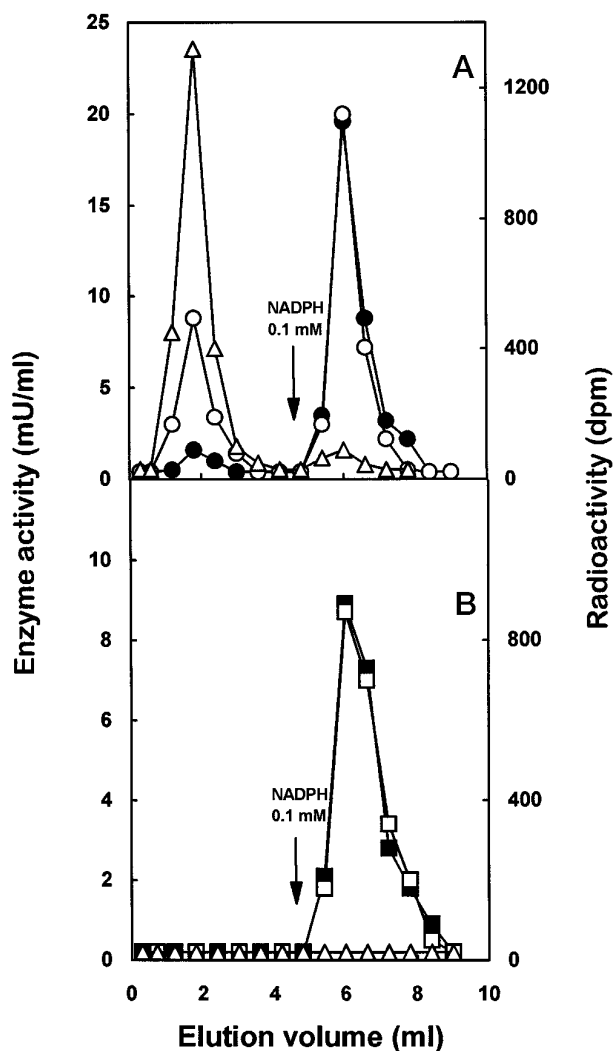 25
20
15
10
5
0
A
1200
800
400
0
NADPH
0.1 mM
Enzyme activity (mU/ml)
Radioactivity (dpm)
10
8
6
4
2
0
B
800
400
0
NADPH
0.1 mM
0 2 4 6 8 10
Elution volume (ml)